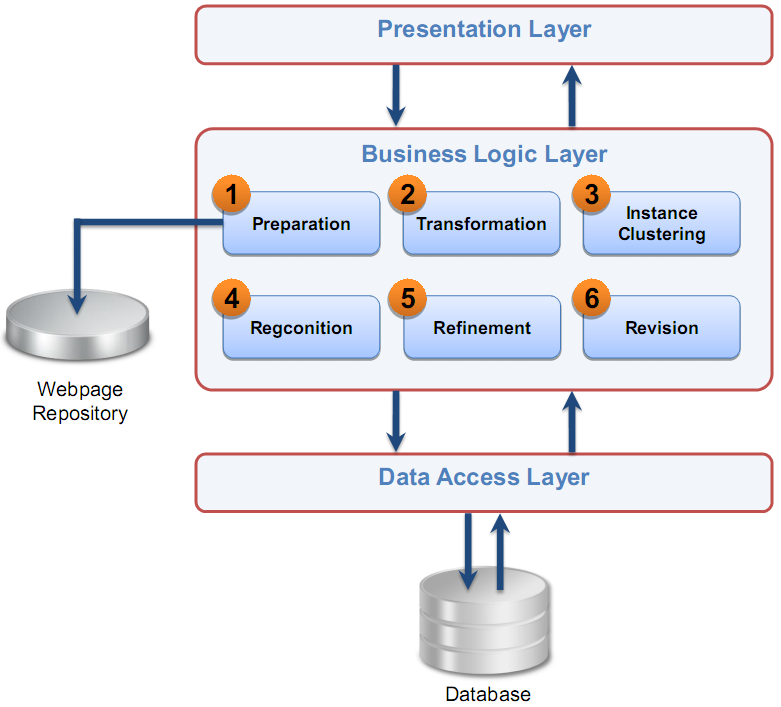 Presentation Layer
Business Logic Layer
1
Preparation
2
Transformation
3
Instance
Clustering
4
Regconition
5
Refinement
6
Revision
Webpage
Repository
Data Access Layer
Database